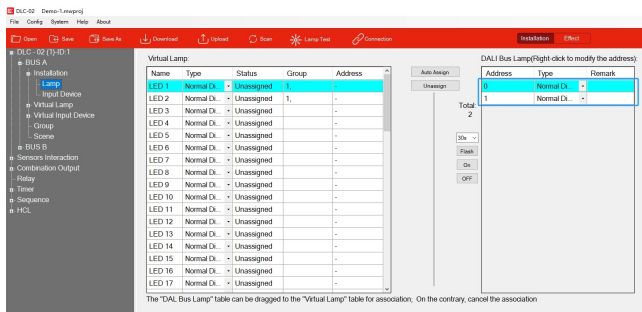 DLC-02 Demo-1.nwproj
File Config System Help About
Open Save Save As Download Upload Scan Lamp Test Connection Installation Effect
DLC - 02 (1)-ID:1
BUS A
Installation
Lamp
Input Device
Virtual Lamp
Virtual Input Device
Group
Scene
BUS B
Sensors Interaction
Combination Output
Relay
Timer
Sequence
HCL
Virtual Lamp:
Name Type Status Group Address
LED 1 Normal Di... Unassigned 1, -
LED 2 Normal Di... Unassigned 1, -
LED 3 Normal Di... Unassigned -
LED 4 Normal Di... Unassigned -
LED 5 Normal Di... Unassigned -
LED 6 Normal Di... Unassigned -
LED 7 Normal Di... Unassigned -
LED 8 Normal Di... Unassigned -
LED 9 Normal Di... Unassigned -
LED 10 Normal Di... Unassigned -
LED 11 Normal Di... Unassigned -
LED 12 Normal Di... Unassigned -
LED 13 Normal Di... Unassigned -
LED 14 Normal Di... Unassigned -
LED 15 Normal Di... Unassigned -
LED 16 Normal Di... Unassigned -
LED 17 Normal Di... Unassigned -
Auto Assign
Unassign
Total:
2
30s
Flash
On
OFF
DALI Bus Lamp(Right-click to modify the address):
Address Type Remark
0 Normal Di...
1 Normal Di...
The "DAL Bus Lamp" table can be dragged to the "Virtual Lamp" table for association; On the contrary, cancel the association